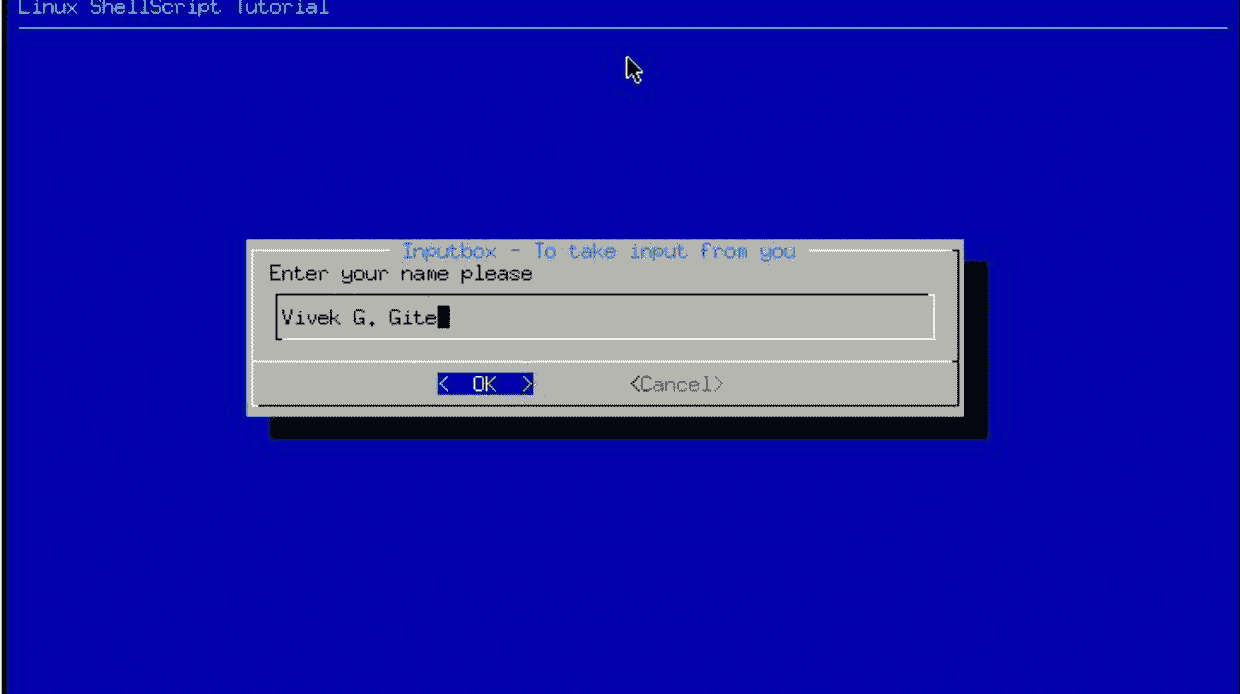 Linux ShellScript Tutorial
Inputbox - To take input from you
Enter your name please
Vivek G. Gite
< OK > <Cancel>